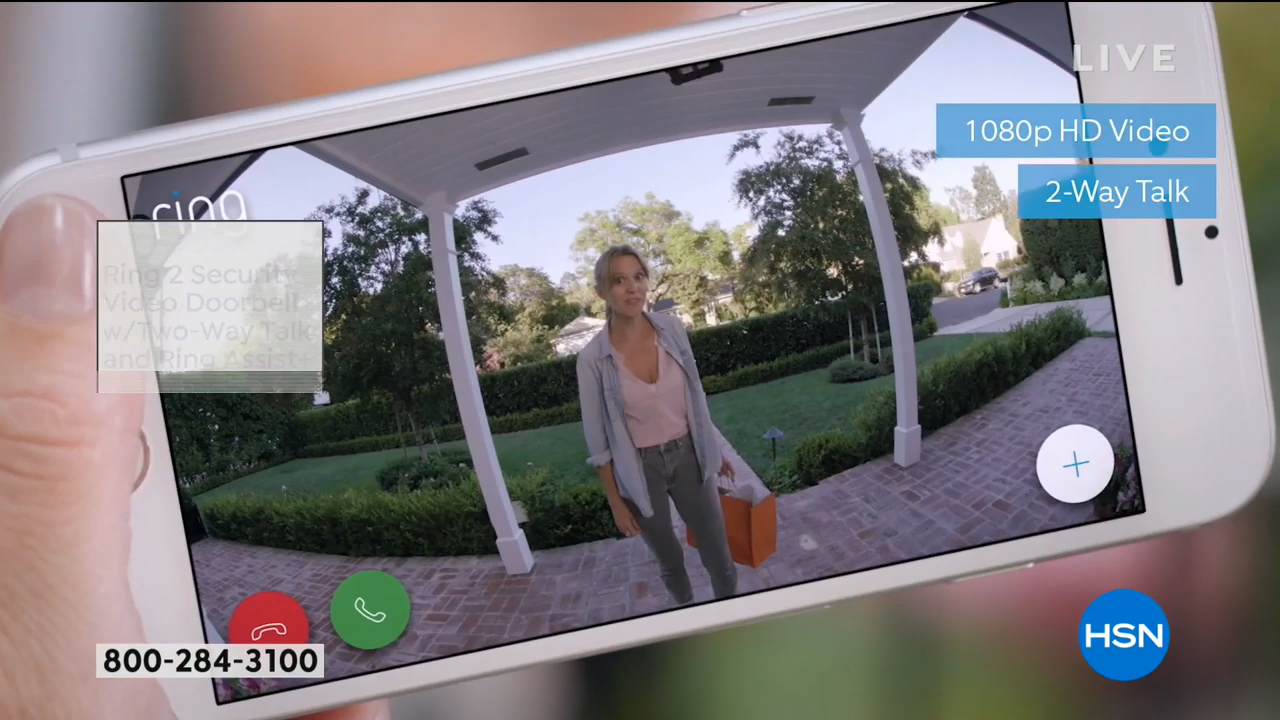 LIVE
1080p HD Video
2-Way Talk
ring
Ring 2 Security
Video Doorbell
w/Two-Way Talk
and Ring Assist+
800-284-3100
HSN